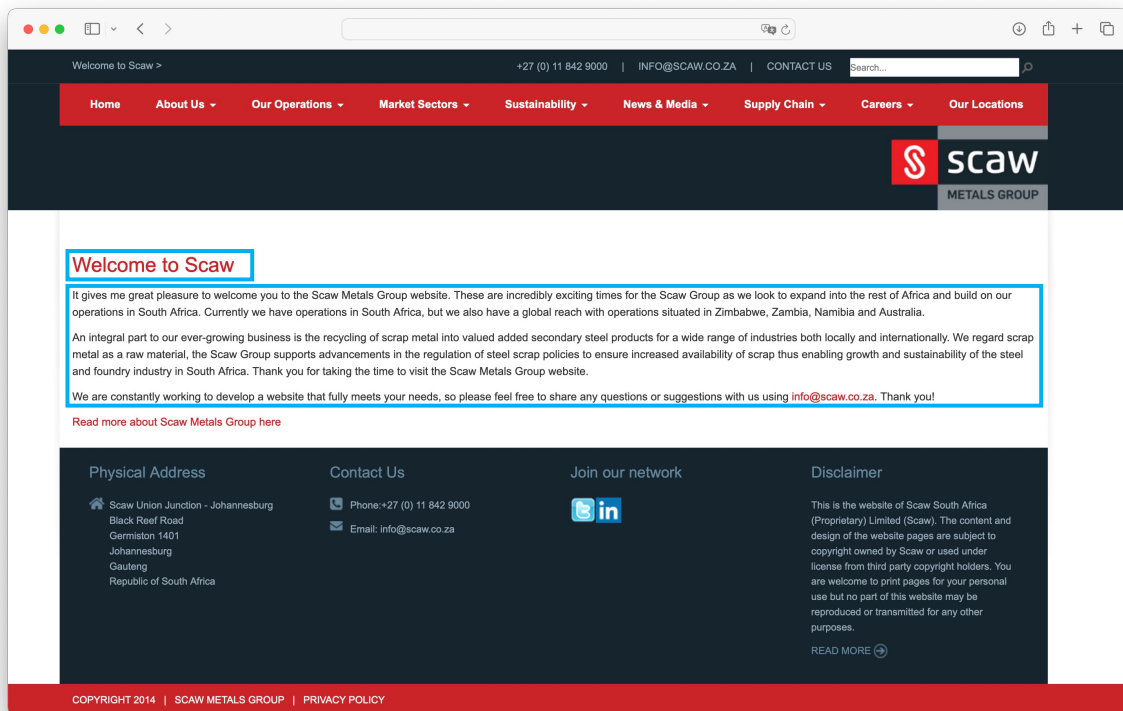 Welcome to Scaw >
+27 (0) 11 842 9000 | INFO@SCAW.CO.ZA | CONTACT US
Search...
Home About Us Our Operations Market Sectors Sustainability News & Media Supply Chain Careers Our Locations
scaw
METALS GROUP
Welcome to Scaw
It gives me great pleasure to welcome you to the Scaw Metals Group website. These are incredibly exciting times for the Scaw Group as we look to expand into the rest of Africa and build on our
operations in South Africa. Currently we have operations in South Africa, but we also have a global reach with operations situated in Zimbabwe, Zambia, Namibia and Australia.
An integral part to our ever-growing business is the recycling of scrap metal into valued added secondary steel products for a wide range of industries both locally and internationally. We regard scrap
metal as a raw material, the Scaw Group supports advancements in the regulation of steel scrap policies to ensure increased availability of scrap thus enabling growth and sustainability of the steel
and foundry industry in South Africa. Thank you for taking the time to visit the Scaw Metals Group website.
We are constantly working to develop a website that fully meets your needs, so please feel free to share any questions or suggestions with us using info@scaw.co.za. Thank you!
Read more about Scaw Metals Group here
Physical Address
Scaw Union Junction - Johannesburg
Black Reef Road
Germiston 1401
Johannesburg
Gauteng
Republic of South Africa
Contact Us
Phone:+27 (0) 11 842 9000
Email: info@scaw.co.za
Join our network
in
Disclaimer
This is the website of Scaw South Africa
(Proprietary) Limited (Scaw). The content and
design of the website pages are subject to
copyright owned by Scaw or used under
license from third party copyright holders. You
are welcome to print pages for your personal
use but no part of this website may be
reproduced or transmitted for any other
purposes.
READ MORE
COPYRIGHT 2014 | SCAW METALS GROUP | PRIVACY POLICY